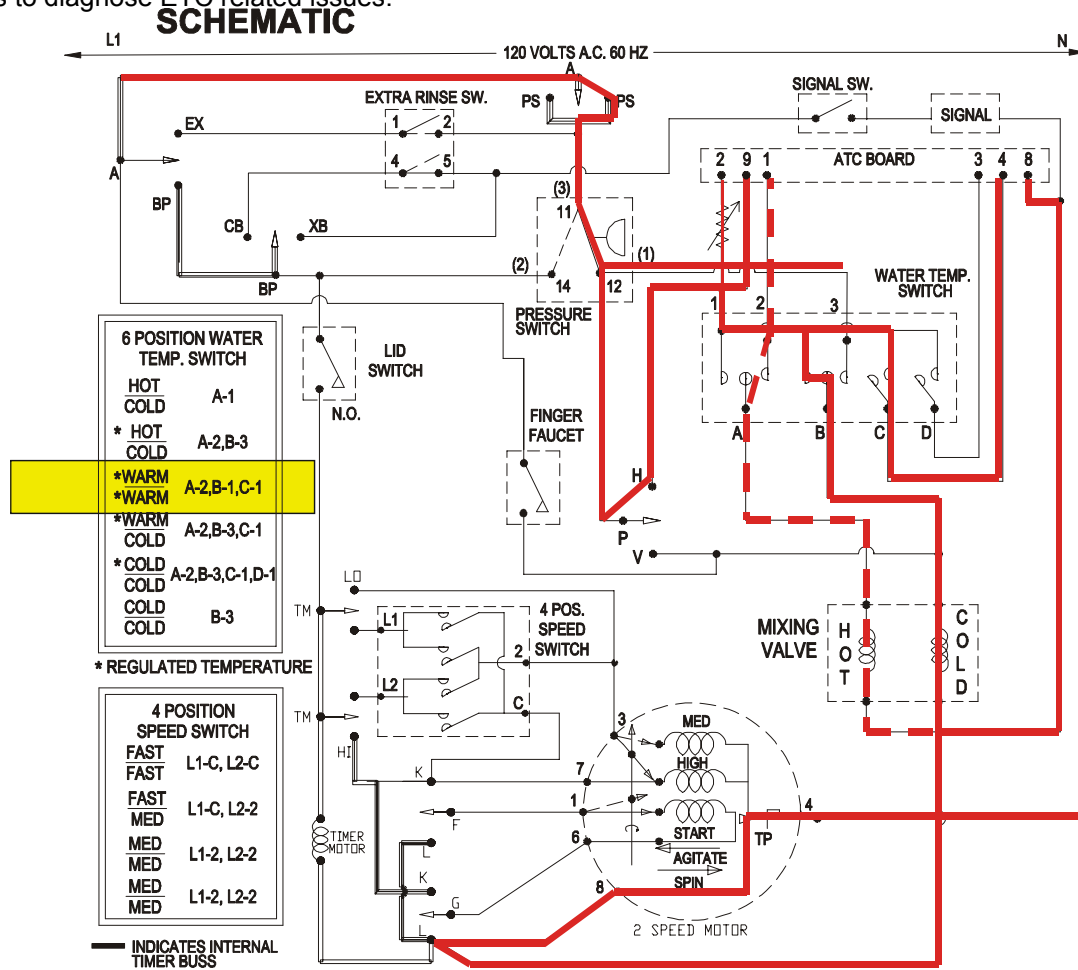 s to diagnose ETC related issues.
SCHEMATIC
L1
120 VOLTS A.C. 60 HZ
N
A
EXTRA RINSE SW.
PS
PS
SIGNAL SW.
SIGNAL
EX
1
2
4
5
A
BP
CB
XB
BP
(3)
11
(2)
14
12
(1)
PRESSURE
SWITCH
ATC BOARD
2
9
1
3
4
8
WATER TEMP.
SWITCH
1
2
3
A
B
C
D
6 POSITION WATER
TEMP. SWITCH
HOT
COLD
A-1
* HOT
COLD
A-2,B-3
*WARM
*WARM
A-2,B-1,C-1
*WARM
COLD
A-2,B-3,C-1
* COLD
COLD
A-2,B-3,C-1,D-1
COLD
COLD
B-3
* REGULATED TEMPERATURE
LID
SWITCH
N.O.
FINGER
FAUCET
H
P
V
MIXING
VALVE
HOT
COLD
LO
TM
L1
4 POS.
SPEED
SWITCH
2
L2
C
TM
HI
4 POSITION
SPEED SWITCH
FAST
FAST
L1-C, L2-C
FAST
MED
L1-C, L2-2
MED
MED
L1-2, L2-2
MED
MED
L1-2, L2-2
INDICATES INTERNAL
TIMER BUSS
TIMER
MOTOR
K
F
L
K
G
L
3
MED
7
HIGH
1
START
6
AGITATE
8
SPIN
TP
4
2 SPEED MOTOR